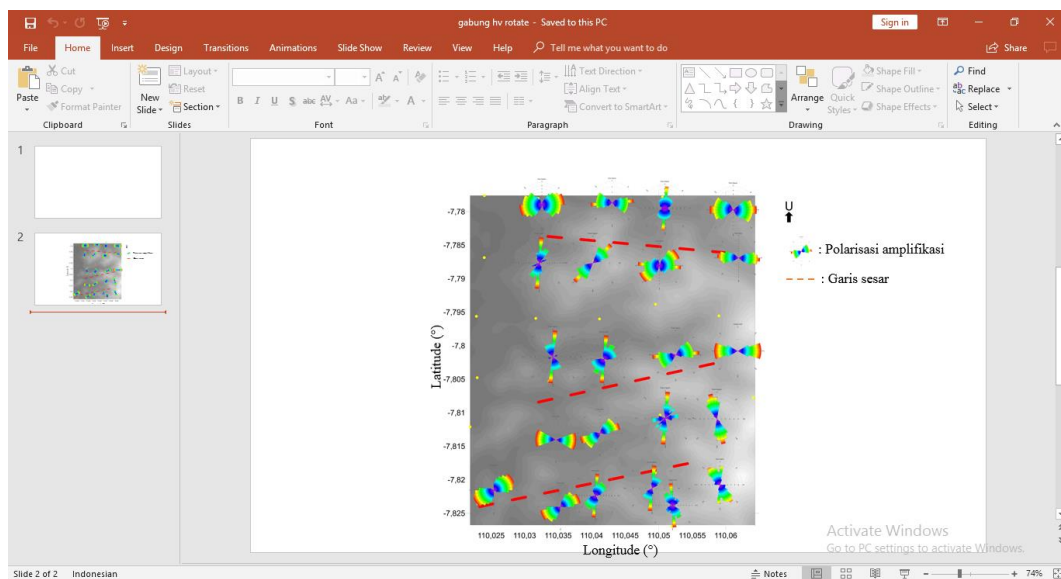 gabung hv rotate - Saved to this PC
Sign in
File Home Insert Design Transitions Animations Slide Show Review View Help Tell me what you want to do Share
Paste
Cut
Copy
Format Painter
Clipboard
New Slide
Layout
Reset
Section
Slides
B I U S abc AV Aa A
Font
Text Direction
Align Text
Convert to SmartArt
Paragraph
Arrange
Quick Styles
Shape Fill
Shape Outline
Shape Effects
Drawing
Find
Replace
Select
Editing
1
2
-7,78
-7,785
-7,79
-7,795
-7,8
-7,805
-7,81
-7,815
-7,82
-7,825
Latitude (°)
110,025 110,03 110,035 110,04 110,045 110,05 110,055 110,06
Longitude (°)
U
: Polarisasi amplifikasi
: Garis sesar
Activate Windows
Go to PC settings to activate Windows.
Slide 2 of 2 Indonesian
Notes
74%